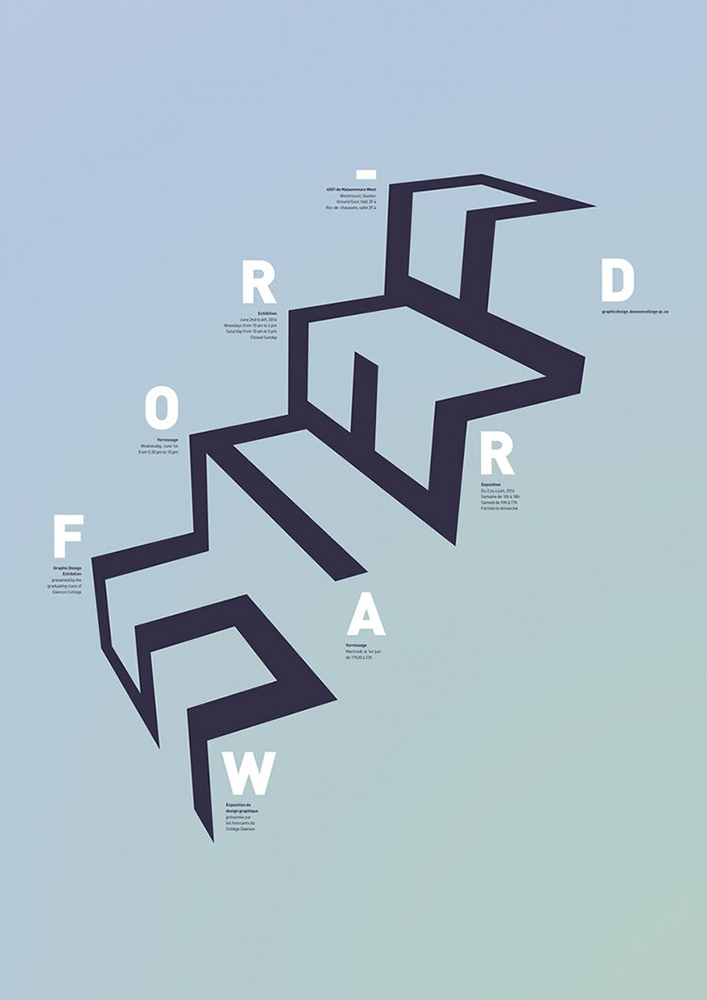 4001 de Maisonneuve West
Westmount, Quebec
Ground floor, Hall 2F.4
Rez-de-chaussée, salle 2F.4
R
Exhibition
June 2nd to 6th, 2016
Weekdays from 10 am to 6 pm
Saturday from 10 am to 5 pm
Closed Sunday
D
graphicdesign.dawsoncollege.qc.ca
O
Vernissage
Wednesday, June 1st
from 5:30 pm to 10 pm
R
Exposition
Du 2 au 6 juin, 2016
Semaine de 10h à 18h
Samedi de 10h à 17h
Fermée le dimanche
F
Graphic Design
Exhibition
presented by the
graduating class of
Dawson College
A
Vernissage
Mercredi, le 1er juin
de 17h30 à 22h
W
Exposition de
design graphique
présentée par
les finissants du
Collège Dawson